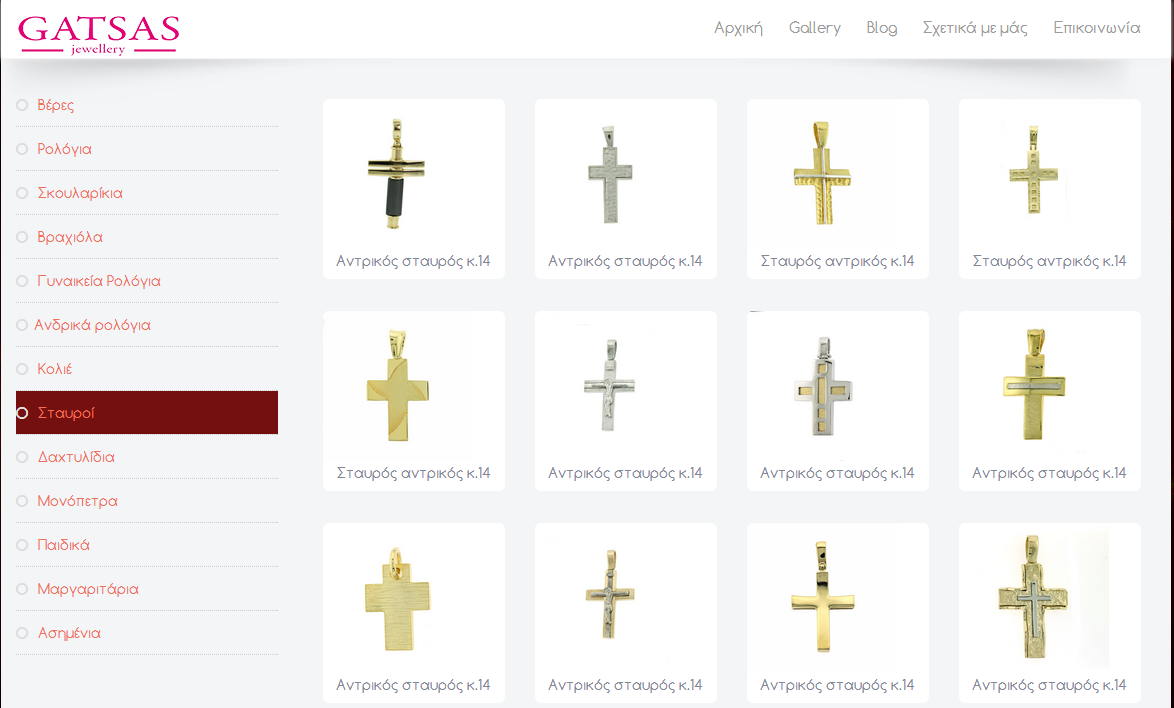 GATSAS
jewellery
Αρχική Gallery Blog Σχετικά με μάς Επικοινωνία
Βέρες
Ρολόγια
Σκουλαρίκια
Βραχιόλα
Γυναικεία Ρολόγια
Ανδρικά ρολόγια
Κολιέ
Σταυροί
Δαχτυλίδια
Μονόπετρα
Παιδικά
Μαργαριτάρια
Ασημένια
Αντρικός σταυρός κ.14 Αντρικός σταυρός κ.14 Σταυρός αντρικός κ.14 Σταυρός αντρικός κ.14
Σταυρός αντρικός κ.14 Αντρικός σταυρός κ.14 Αντρικός σταυρός κ.14 Αντρικός σταυρός κ.14
Αντρικός σταυρός κ.14 Αντρικός σταυρός κ.14 Αντρικός σταυρός κ.14 Αντρικός σταυρός κ.14